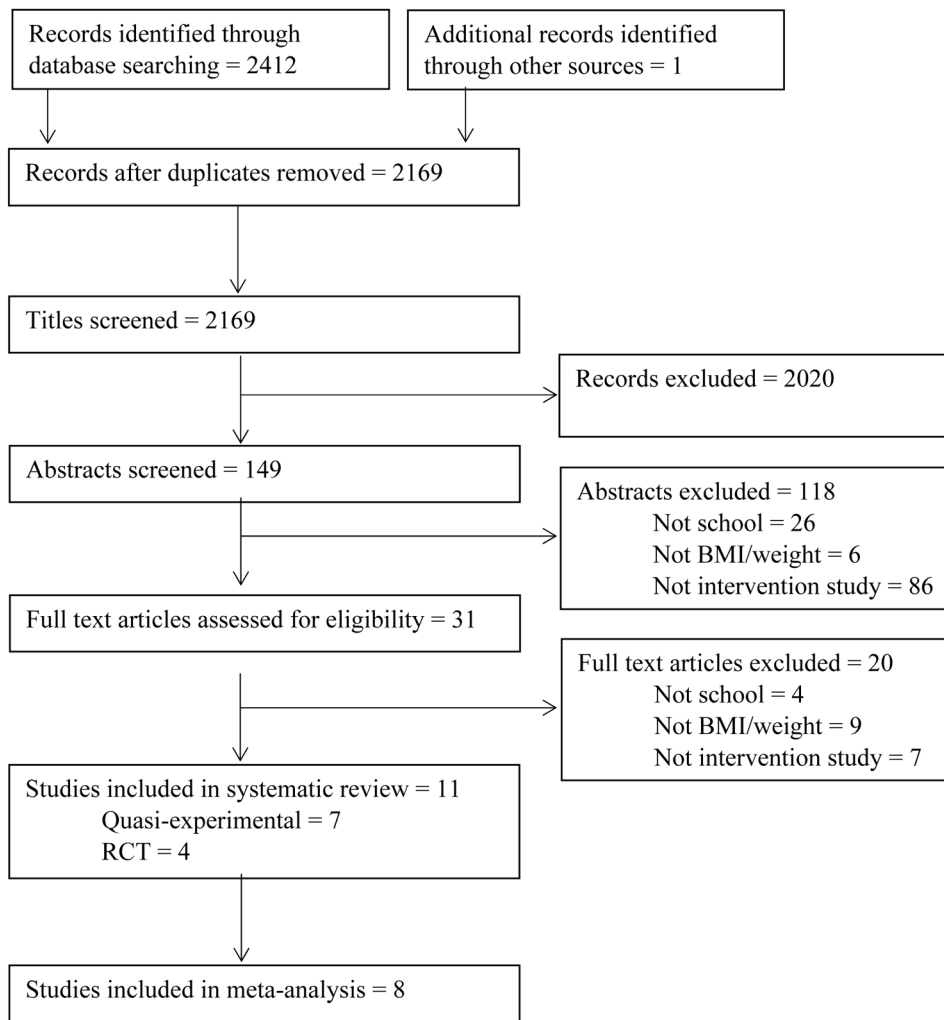 Records identified through
database searching = 2412
Additional records identified
through other sources = 1
Records after duplicates removed = 2169
Titles screened = 2169
Records excluded = 2020
Abstracts screened = 149
Abstracts excluded = 118
Not school = 26
Not BMI/weight = 6
Not intervention study = 86
Full text articles assessed for eligibility = 31
Full text articles excluded = 20
Not school = 4
Not BMI/weight = 9
Not intervention study = 7
Studies included in systematic review = 11
Quasi-experimental = 7
RCT = 4
Studies included in meta-analysis = 8